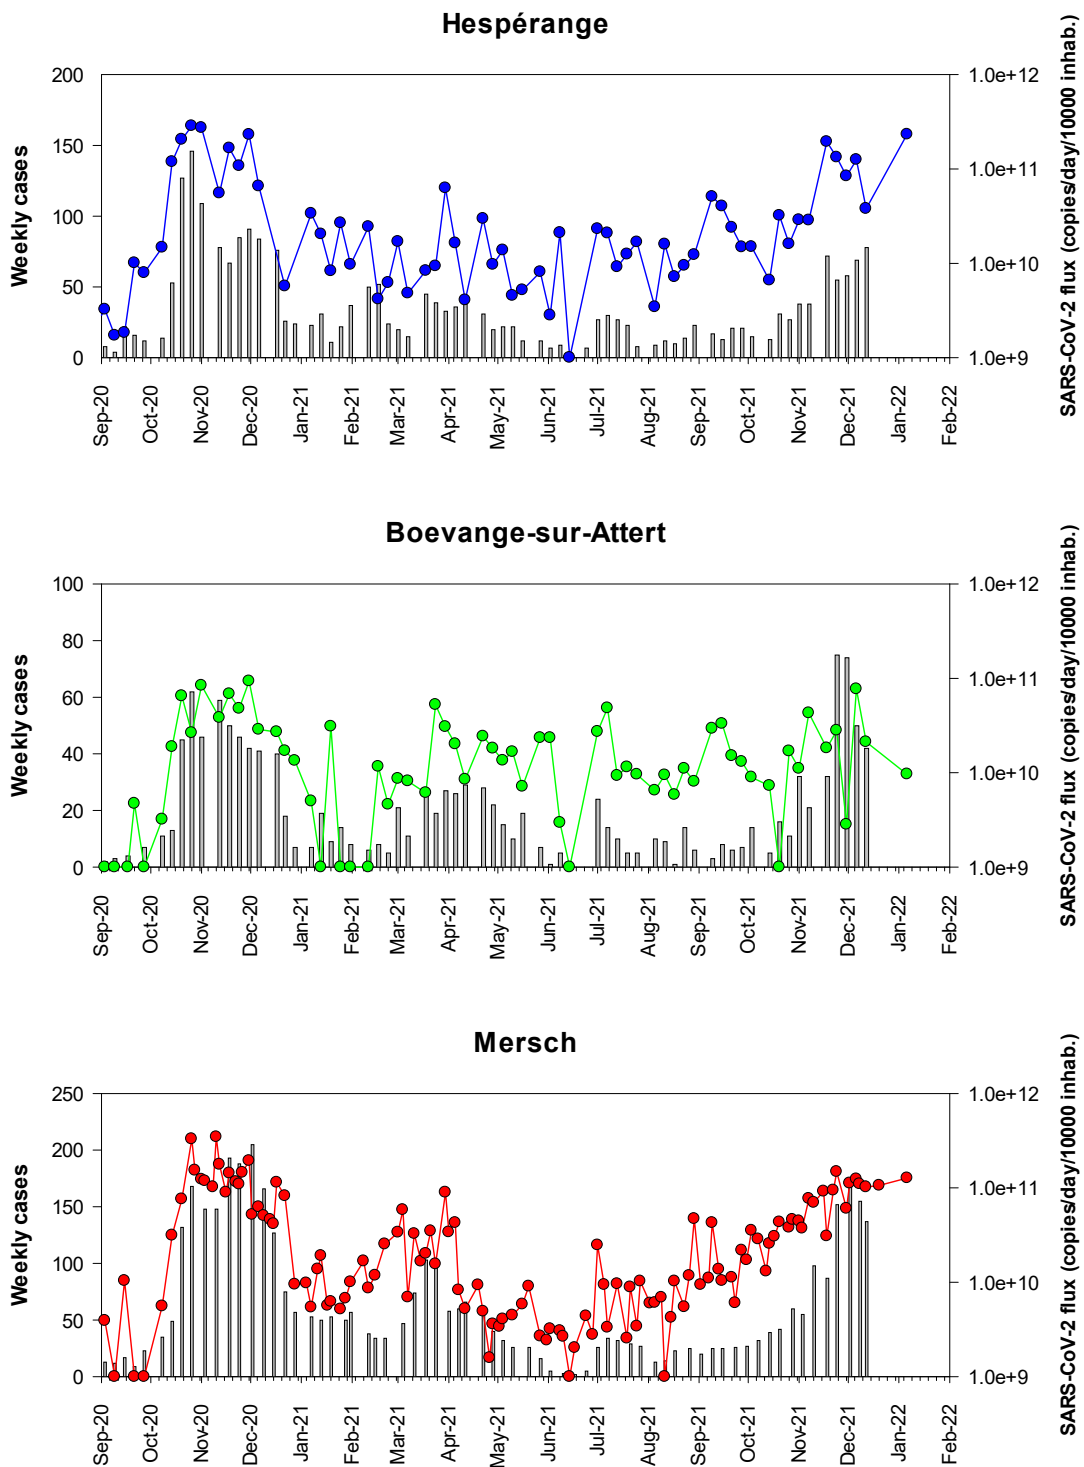 Hespérange
Weekly cases
200
150
100
50
0
1.0e+12
1.0e+11
1.0e+10
1.0e+9
SARS-CoV-2 flux (copies/day/10000 inhab.)
Sep-20
Oct-20
Nov-20
Dec-20
Jan-21
Feb-21
Mar-21
Apr-21
May-21
Jun-21
Jul-21
Aug-21
Sep-21
Oct-21
Nov-21
Dec-21
Jan-22
Feb-22
Boevange-sur-Attert
Weekly cases
100
80
60
40
20
0
1.0e+12
1.0e+11
1.0e+10
1.0e+9
SARS-CoV-2 flux (copies/day/10000 inhab.)
Sep-20
Oct-20
Nov-20
Dec-20
Jan-21
Feb-21
Mar-21
Apr-21
May-21
Jun-21
Jul-21
Aug-21
Sep-21
Oct-21
Nov-21
Dec-21
Jan-22
Feb-22
Mersch
Weekly cases
250
200
150
100
50
0
1.0e+12
1.0e+11
1.0e+10
1.0e+9
SARS-CoV-2 flux (copies/day/10000 inhab.)
Sep-20
Oct-20
Nov-20
Dec-20
Jan-21
Feb-21
Mar-21
Apr-21
May-21
Jun-21
Jul-21
Aug-21
Sep-21
Oct-21
Nov-21
Dec-21
Jan-22
Feb-22